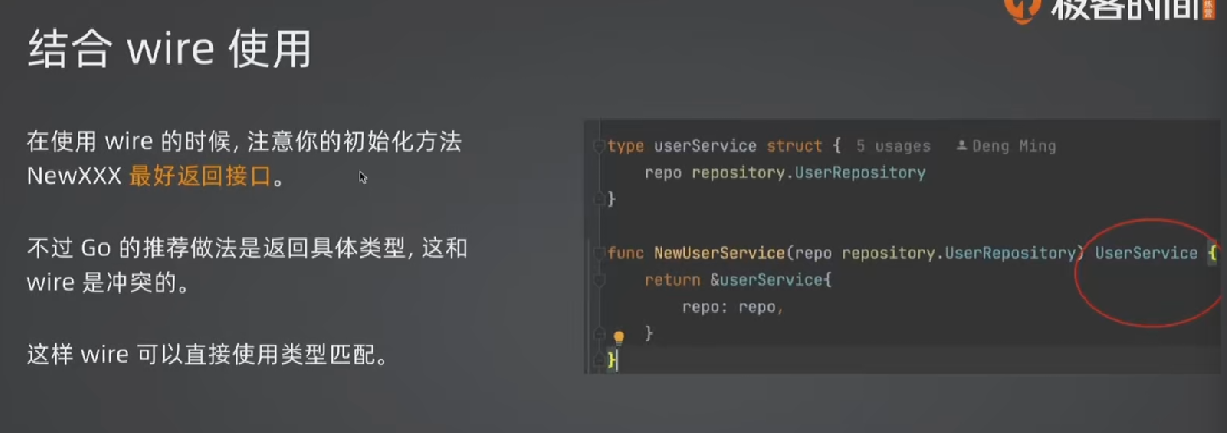 极客时间
结合 wire 使用
在使用 wire 的时候，注意你的初始化方法
NewXXX 最好返回接口。
不过 Go 的推荐做法是返回具体类型，这和
wire 是冲突的。
这样 wire 可以直接使用类型匹配。
type userService struct { 5 usages Deng Ming
repo repository.UserRepository
}
func NewUserService(repo repository.UserRepository) UserService {
return &userService{
repo: repo,
}
}